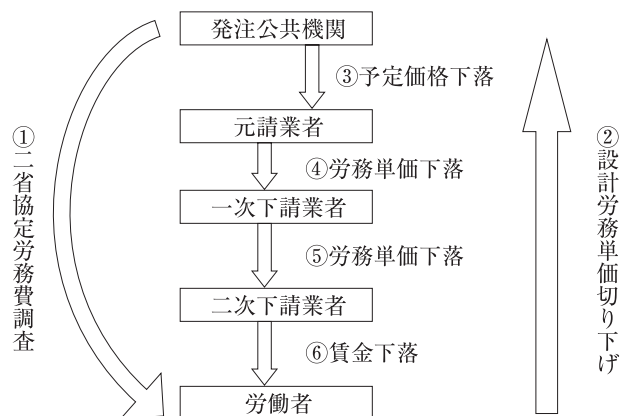 発注公共機関
③予定価格下落
元請業者
④労務単価下落
一次下請業者
⑤労務単価下落
二次下請業者
⑥賃金下落
労働者
①二省協定労務費調査
②設計労務単価切り下げ